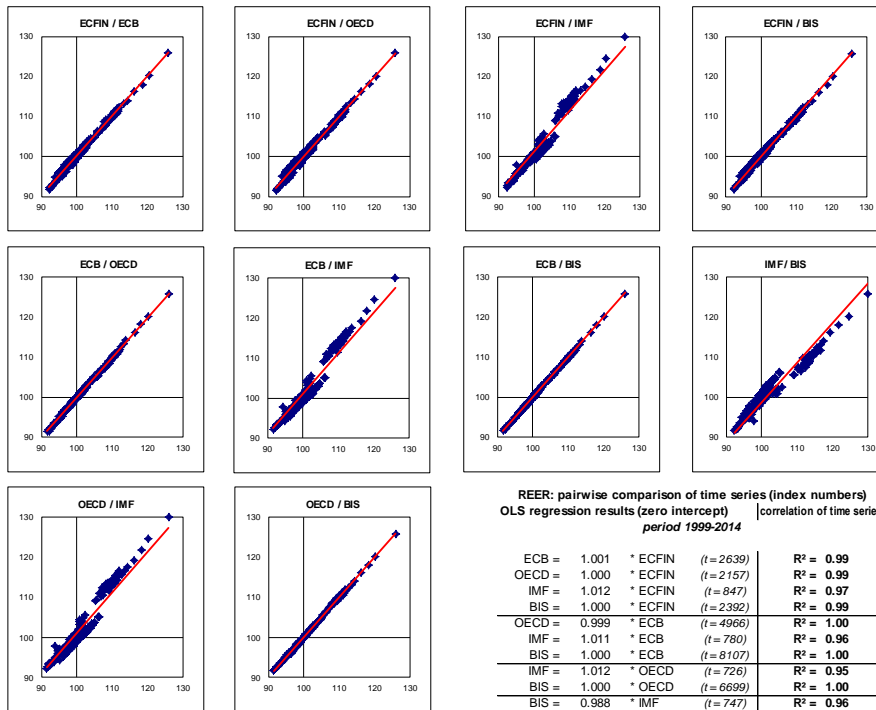 ECFIN / ECB
130
120
110
100
90
90 100 110 120 130
ECFIN / OECD
130
120
110
100
90
90 100 110 120 130
ECFIN / IMF
130
120
110
100
90
90 100 110 120 130
ECFIN / BIS
130
120
110
100
90
90 100 110 120 130
ECB / OECD
130
120
110
100
90
90 100 110 120 130
ECB / IMF
130
120
110
100
90
90 100 110 120 130
ECB / BIS
130
120
110
100
90
90 100 110 120 130
IMF/ BIS
130
120
110
100
90
90 100 110 120 130
OECD / IMF
130
120
110
100
90
90 100 110 120 130
OECD / BIS
130
120
110
100
90
90 100 110 120 130
REER: pairwise comparison of time series (index numbers)
OLS regression results (zero intercept) correlation of time serie
period 1999-2014
ECB = 1.001 * ECFIN (t = 2639) R² = 0.99
OECD = 1.000 * ECFIN (t = 2157) R² = 0.99
IMF = 1.012 * ECFIN (t = 847) R² = 0.97
BIS = 1.000 * ECFIN (t = 2392) R² = 0.99
OECD = 0.999 * ECB (t = 4966) R² = 1.00
IMF = 1.011 * ECB (t = 780) R² = 0.96
BIS = 1.000 * ECB (t = 8107) R² = 1.00
IMF = 1.012 * OECD (t = 726) R² = 0.95
BIS = 1.000 * OECD (t = 6699) R² = 1.00
BIS = 0.988 * IMF (t = 747) R² = 0.96